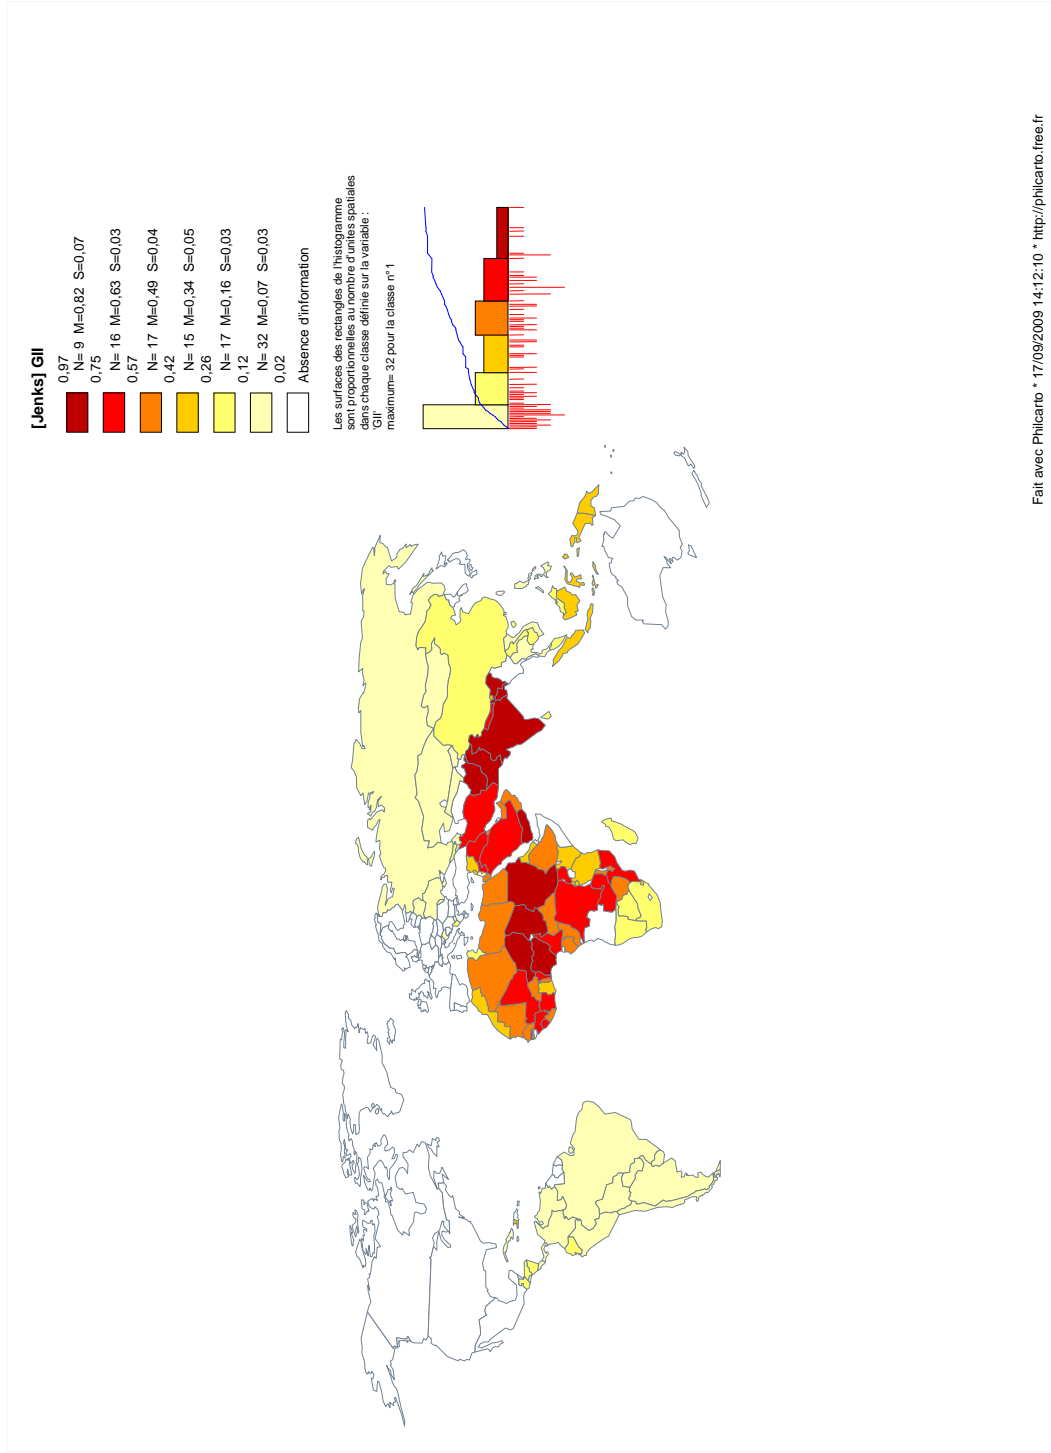 [Jenks] GII
0,97
N= 9 M=0,82 S=0,07
0,75
N= 16 M=0,63 S=0,03
0,57
N= 17 M=0,49 S=0,04
0,42
N= 15 M=0,34 S=0,05
0,26
N= 17 M=0,16 S=0,03
0,12
N= 32 M=0,07 S=0,03
0,02
Absence d'information
Les surfaces des rectangles de l'histogramme
sont proportionnelles au nombre d'unites spatiales
dans chaque classe définie sur la variable :
'GII'
maximum= 32 pour la classe n° 1
Fait avec Philcarto * 17/09/2009 14:12:10 * http://philcarto.free.fr